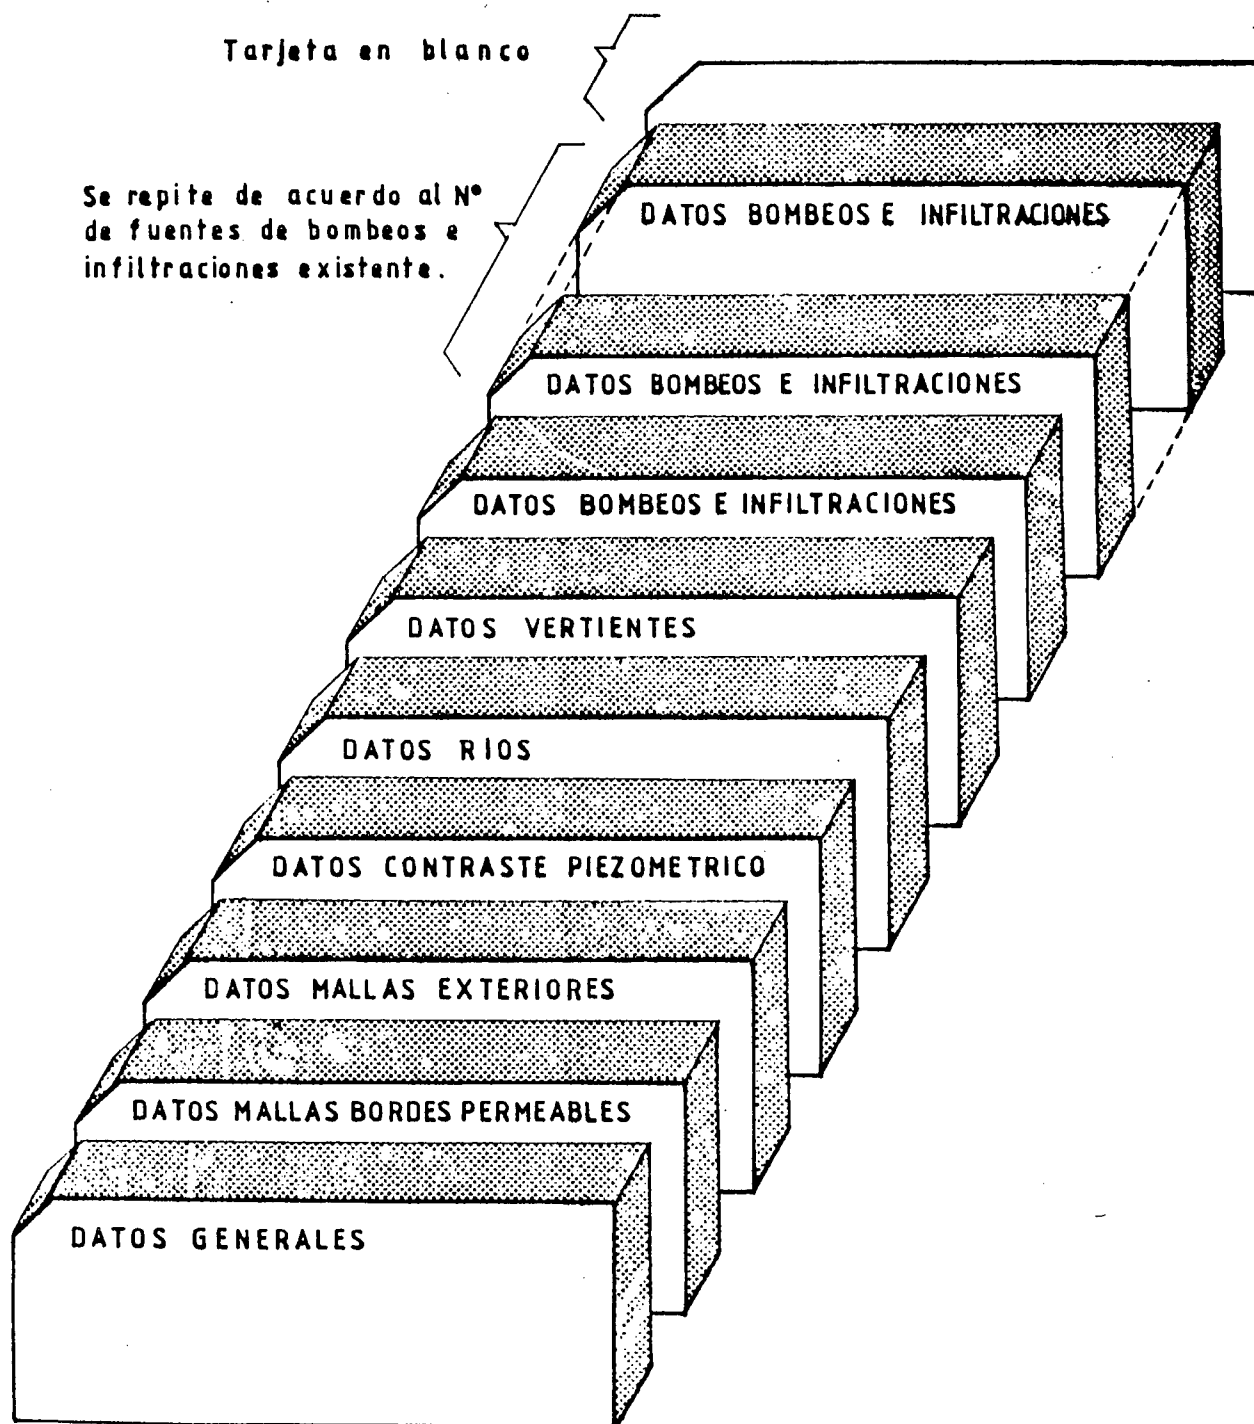 Tarjeta en blanco
Se repite de acuerdo al N°
de fuentes de bombeos e
infiltraciones existente.
DATOS BOMBEOS E INFILTRACIONES
DATOS BOMBEOS E INFILTRACIONES
DATOS BOMBEOS E INFILTRACIONES
DATOS VERTIENTES
DATOS RIOS
DATOS CONTRASTE PIEZOMETRICO
DATOS MALLAS EXTERIORES
DATOS MALLAS BORDES PERMEABLES
DATOS GENERALES